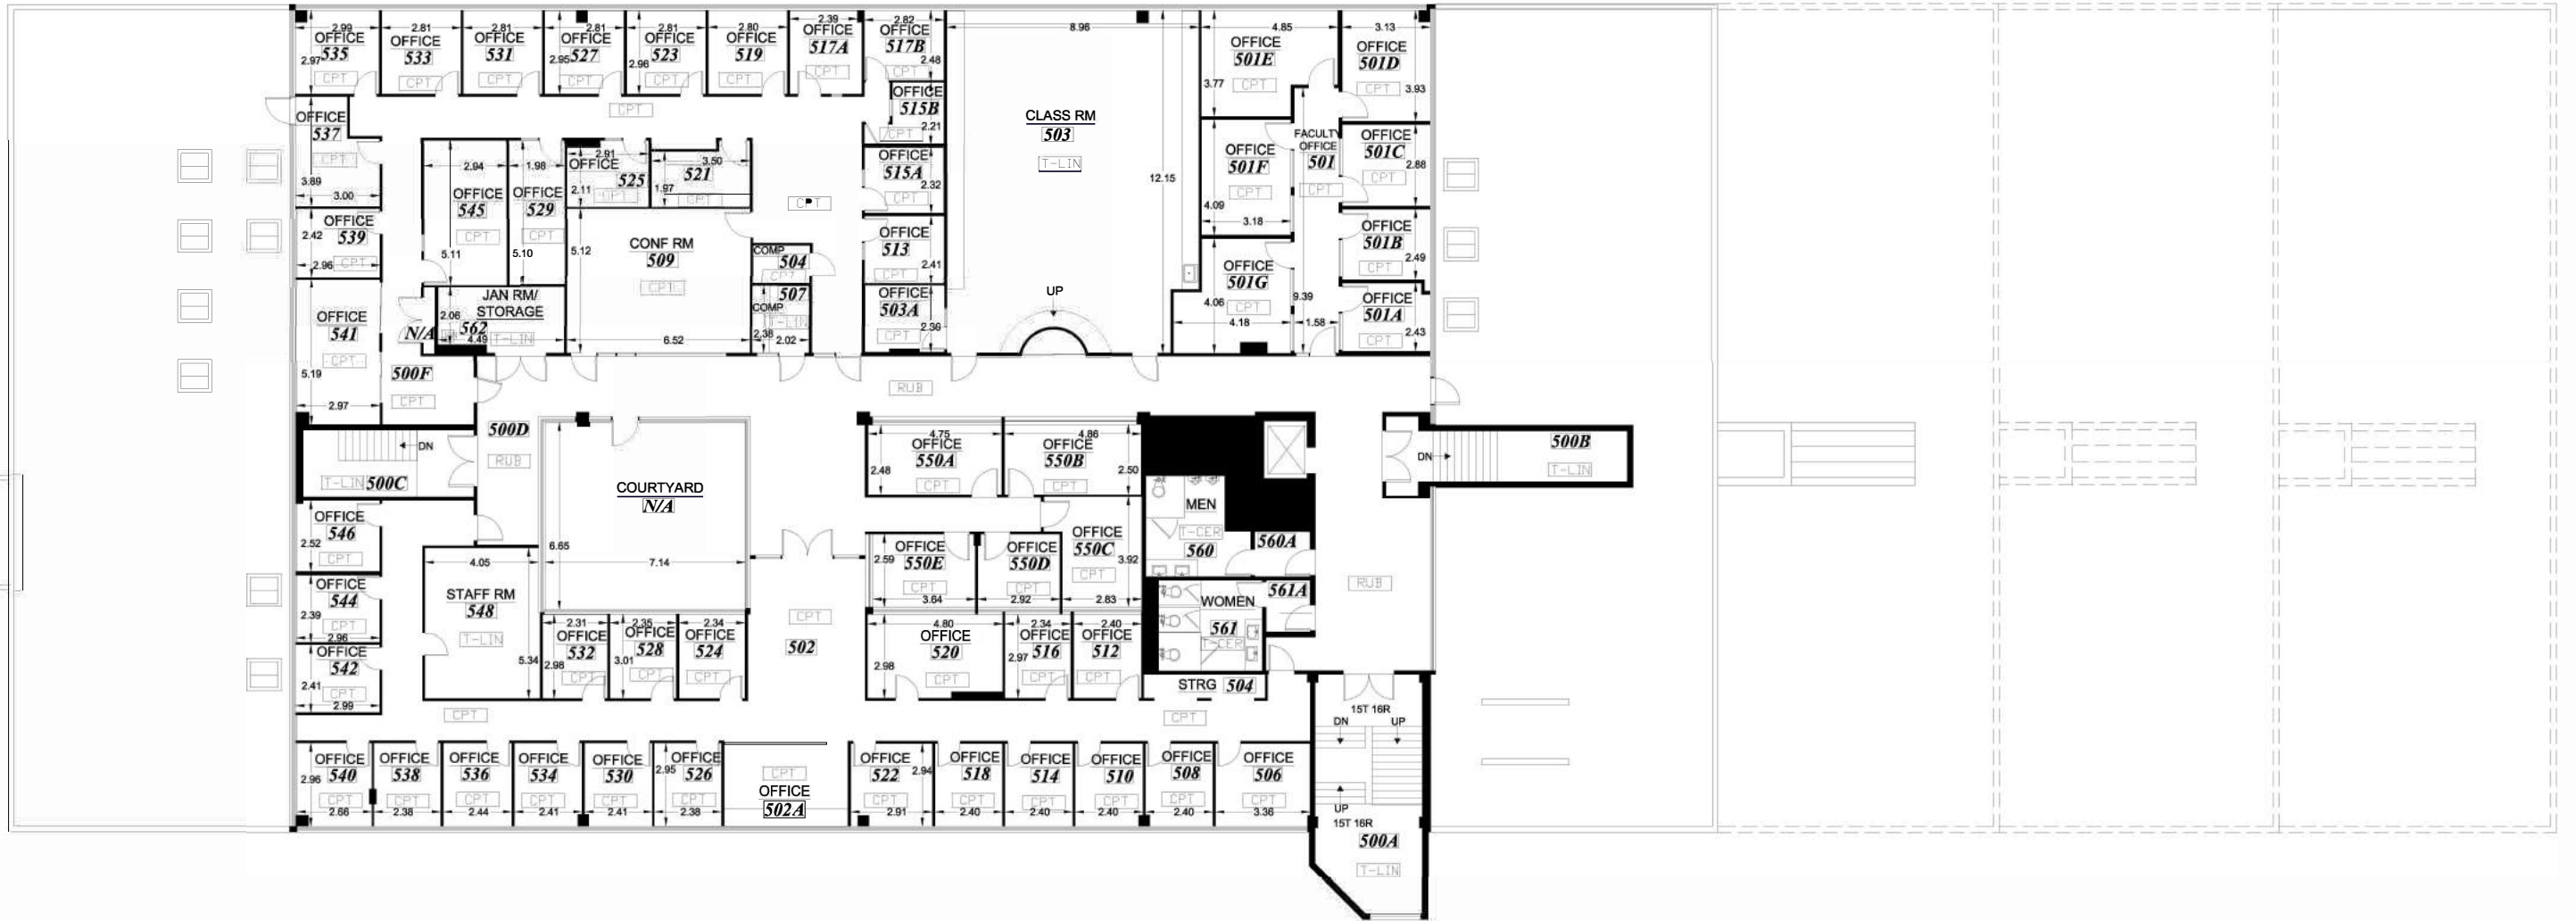 2.99
OFFICE
535
2.97
CPT
2.81
OFFICE
533
CPT
2.81
OFFICE
531
CPT
2.81
OFFICE
527
2.95
CPT
2.81
OFFICE
523
2.96
CPT
2.80
OFFICE
519
CPT
2.39
OFFICE
517A
CPT
2.82
OFFICE
517B
2.48
CPT
8.96
CLASS RM
503
T-LIN
12.15
UP
4.85
OFFICE
501E
3.77
CPT
3.13
OFFICE
501D
3.93
CPT
CPT
OFFICE
537
CPT
3.89
3.00
OFFICE
515B
2.21
CPT
OFFICE
515A
2.32
CPT
OFFICE
513
2.41
CPT
OFFICE
503A
2.36
CPT
FACULTY
OFFICE
501
CPT
9.39
1.58
OFFICE
501F
CPT
4.09
3.18
OFFICE
501C
2.88
CPT
OFFICE
501B
2.49
CPT
OFFICE
501G
CPT
4.06
4.18
OFFICE
501A
2.43
CPT
2.94
OFFICE
545
CPT
5.11
1.98
OFFICE
529
CPT
5.10
2.91
OFFICE
525
2.11
CPT
3.50
521
1.97
CPT
CPT
OFFICE
539
2.42
2.96
CPT
CONF RM
509
5.12
CPT
6.52
COMP
504
CPT
507
COMP
T-LIN
2.38
2.02
JAN RM/
STORAGE
2.06
562
T-LIN
4.49
N/A
OFFICE
541
CPT
5.19
2.97
500F
CPT
RUB
500D
RUB
DN
T-LIN
500C
COURTYARD
N/A
6.65
7.14
4.75
OFFICE
550A
2.48
CPT
4.86
OFFICE
550B
2.50
CPT
DN
500B
T-LIN
MEN
T-CER
560
560A
OFFICE
546
2.52
CPT
OFFICE
550E
2.59
CPT
3.64
OFFICE
550D
CPT
2.92
OFFICE
550C
3.92
CPT
2.83
RUB
4.05
STAFF RM
548
T-LIN
5.34
OFFICE
544
2.39
CPT
2.96
WOMEN
561
T-CER
561A
OFFICE
542
2.41
CPT
2.99
2.31
OFFICE
532
2.98
CPT
2.35
OFFICE
528
3.01
CPT
2.34
OFFICE
524
CPT
CPT
502
4.80
OFFICE
520
2.98
CPT
2.34
OFFICE
516
2.97
CPT
2.40
OFFICE
512
CPT
STRG 504
CPT
CPT
15T 16R
DN
UP
UP
15T 16R
500A
T-LIN
OFFICE
540
2.96
CPT
2.66
OFFICE
538
CPT
2.38
OFFICE
536
CPT
2.44
OFFICE
534
CPT
2.41
OFFICE
530
CPT
2.41
OFFICE
526
2.95
CPT
2.38
CPT
OFFICE
502A
OFFICE
522
2.94
CPT
2.91
OFFICE
518
CPT
2.40
OFFICE
514
CPT
2.40
OFFICE
510
CPT
2.40
OFFICE
508
CPT
2.40
OFFICE
506
CPT
3.36